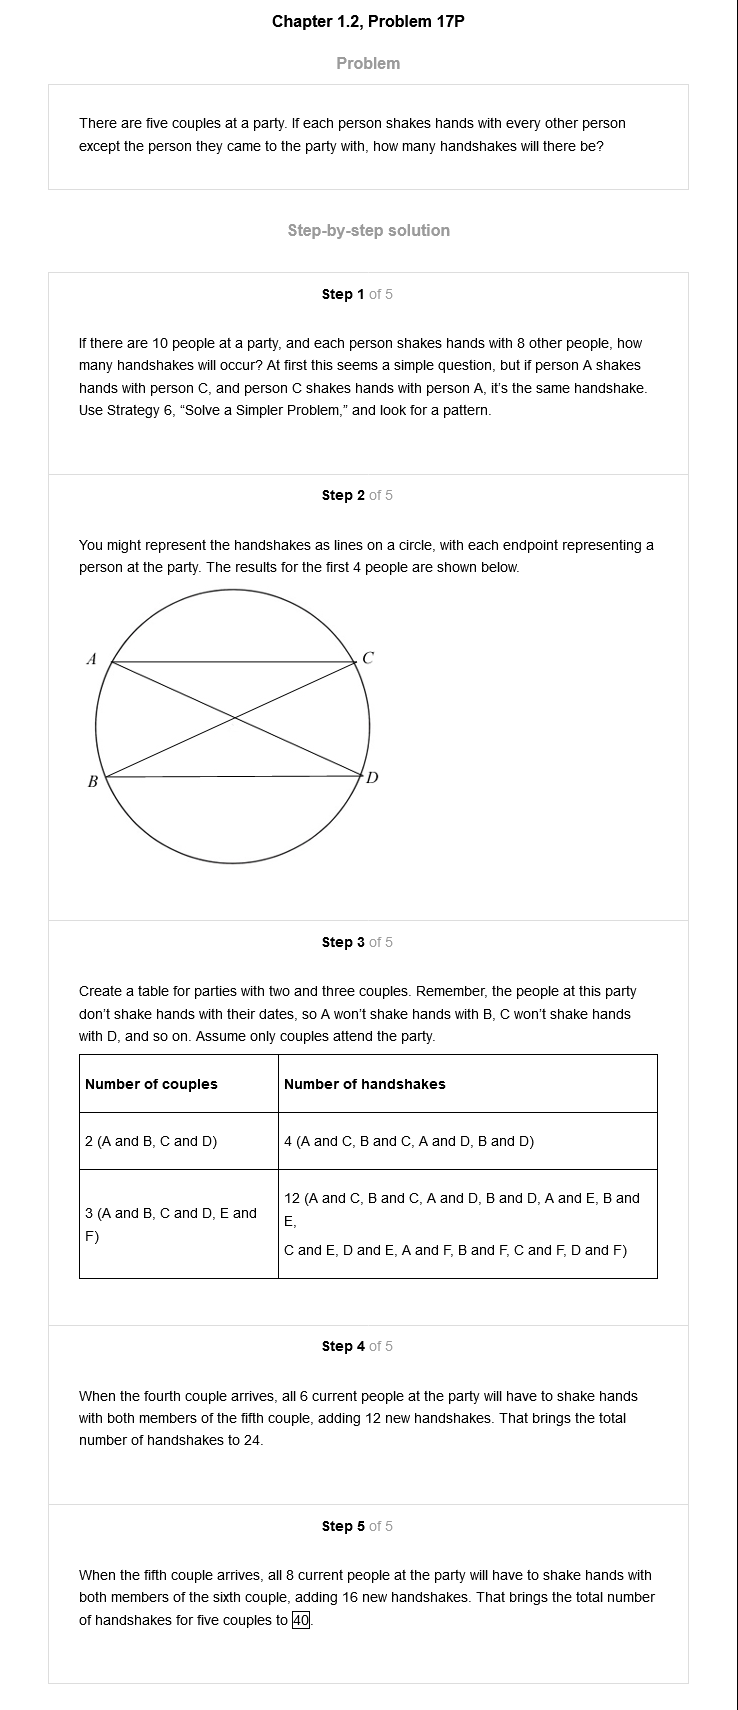 Chapter 1.2, Problem 17P
Problem
There are five couples at a party. If each person shakes hands with every other person
except the person they came to the party with, how many handshakes will there be?
Step-by-step solution
Step 1 of 5
If there are 10 people at a party, and each person shakes hands with 8 other people, how
many handshakes will occur? At first this seems a simple question, but if person A shakes
hands with person C, and person C shakes hands with person A, it's the same handshake.
Use Strategy 6, “Solve a Simpler Problem,” and look for a pattern.
Step 2 of 5
You might represent the handshakes as lines on a circle, with each endpoint representing a
person at the party. The results for the first 4 people are shown below.
A
C
B
D
Step 3 of 5
Create a table for parties with two and three couples. Remember, the people at this party
don’t shake hands with their dates, so A won’t shake hands with B, C won’t shake hands
with D, and so on. Assume only couples attend the party.
Number of couples
Number of handshakes
2 (A and B, C and D)
4 (A and C, B and C, A and D, B and D)
3 (A and B, C and D, E and
F)
12 (A and C, B and C, A and D, B and D, A and E, B and
E,
C and E, D and E, A and F, B and F, C and F, D and F)
Step 4 of 5
When the fourth couple arrives, all 6 current people at the party will have to shake hands
with both members of the fifth couple, adding 12 new handshakes. That brings the total
number of handshakes to 24.
Step 5 of 5
When the fifth couple arrives, all 8 current people at the party will have to shake hands with
both members of the sixth couple, adding 16 new handshakes. That brings the total number
of handshakes for five couples to 40.